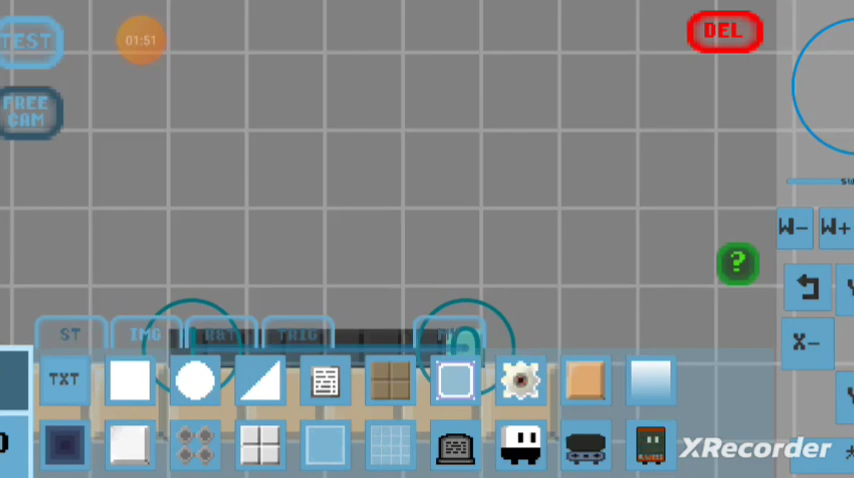 TEST
01:51
DEL
FREE
CAM
W-
W+
?
ST
IMG
TRIG
X-
TXT
XRecorder